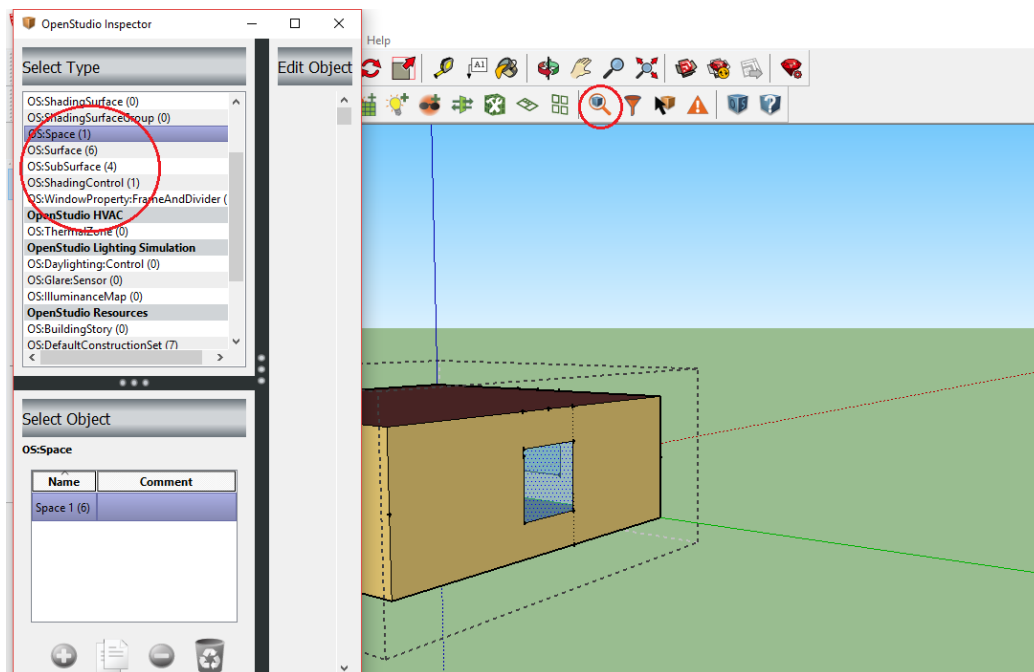 OpenStudio Inspector
Help
Select Type
Edit Object
A1
OS:ShadingSurface (0)
OS:ShadingSurfaceGroup (0)
OS:Space (1)
OS:Surface (6)
OS:SubSurface (4)
OS:ShadingControl (1)
OS:WindowProperty:FrameAndDivider (
OpenStudio HVAC
OS:ThermalZone (0)
OpenStudio Lighting Simulation
OS:Daylighting:Control (0)
OS:Glare:Sensor (0)
OS:IlluminanceMap (0)
OpenStudio Resources
OS:BuildingStory (0)
OS:DefaultConstructionSet (7)
Select Object
OS:Space
Name Comment
Space 1 (6)